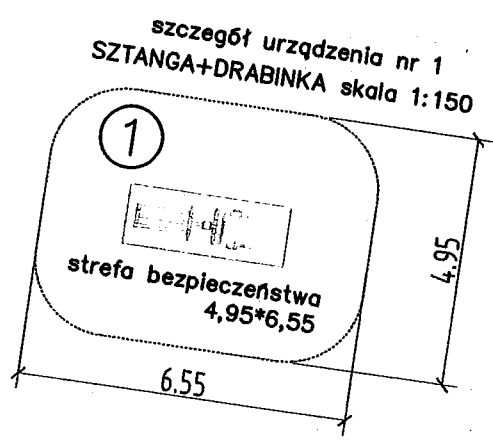 szczegół urządzenia nr 1
SZTANGA+DRABINKA skala 1:150
1
strefa bezpieczeństwa
4,95*6,55
4.95
6.55